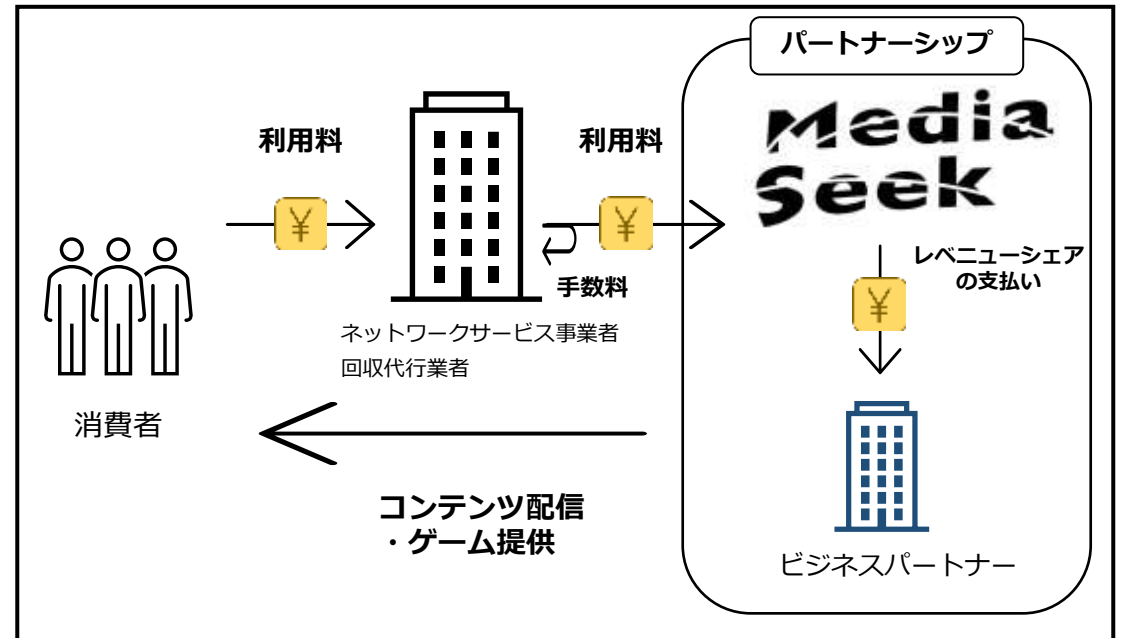 パートナーシップ
Media
Seek
利用料
利用料
¥
¥
手数料
レベニューシェア
の支払い
¥
ネットワークサービス事業者
回収代行業者
消費者
コンテンツ配信
・ゲーム提供
ビジネスパートナー